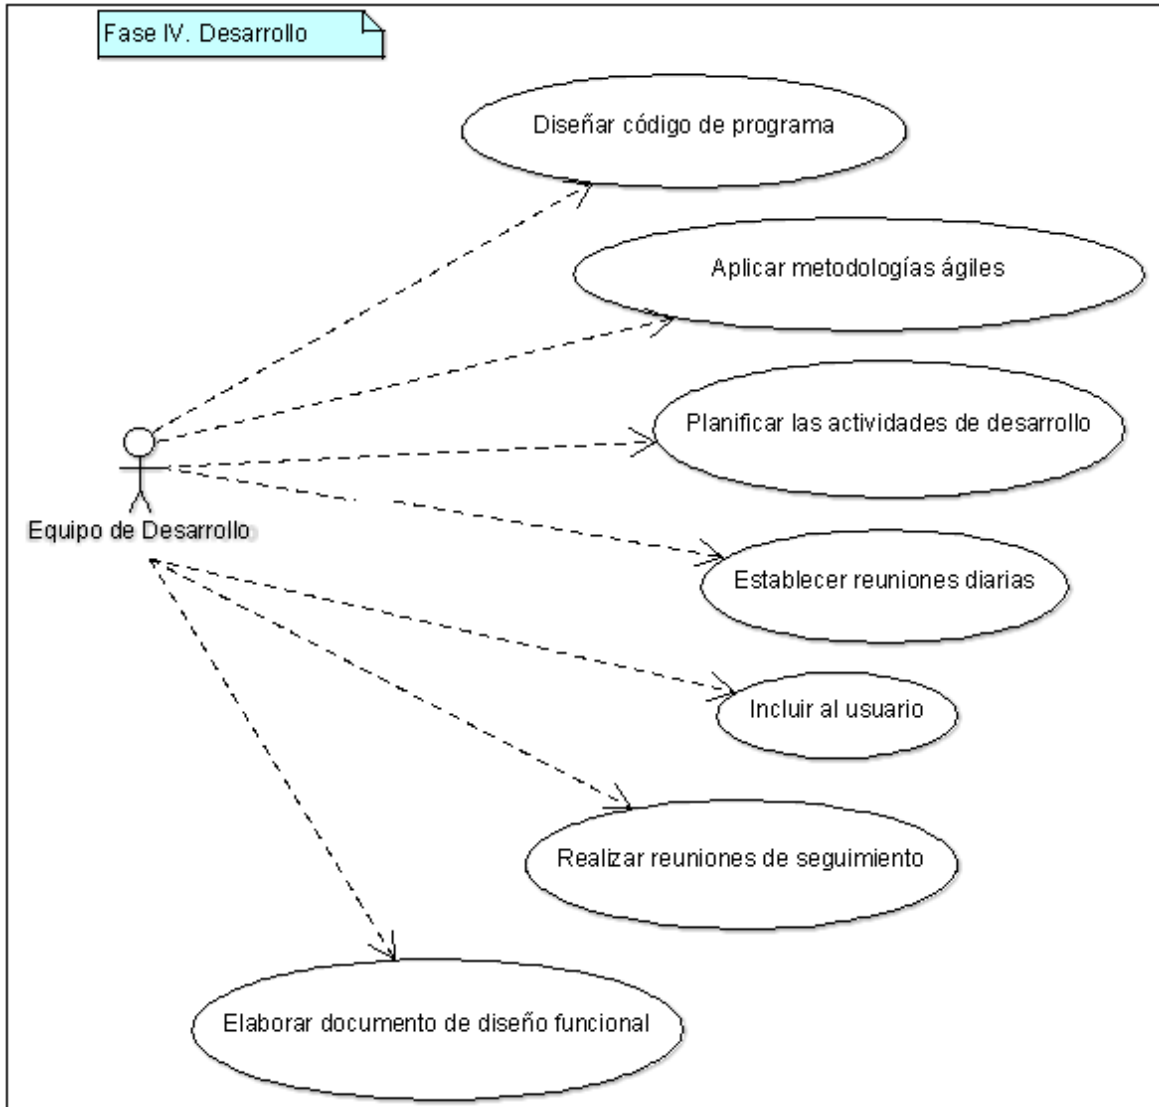 Fase IV. Desarrollo
Diseñar código de programa
Aplicar metodologías ágiles
Planificar las actividades de desarrollo
Equipo de Desarrollo
Establecer reuniones diarias
Incluir al usuario
Realizar reuniones de seguimiento
Elaborar documento de diseño funcional